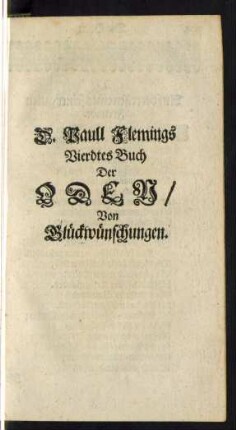 D. Paull Flemings
Vierdtes Buch
Der
ODEN/
Von
Glückwünschungen.